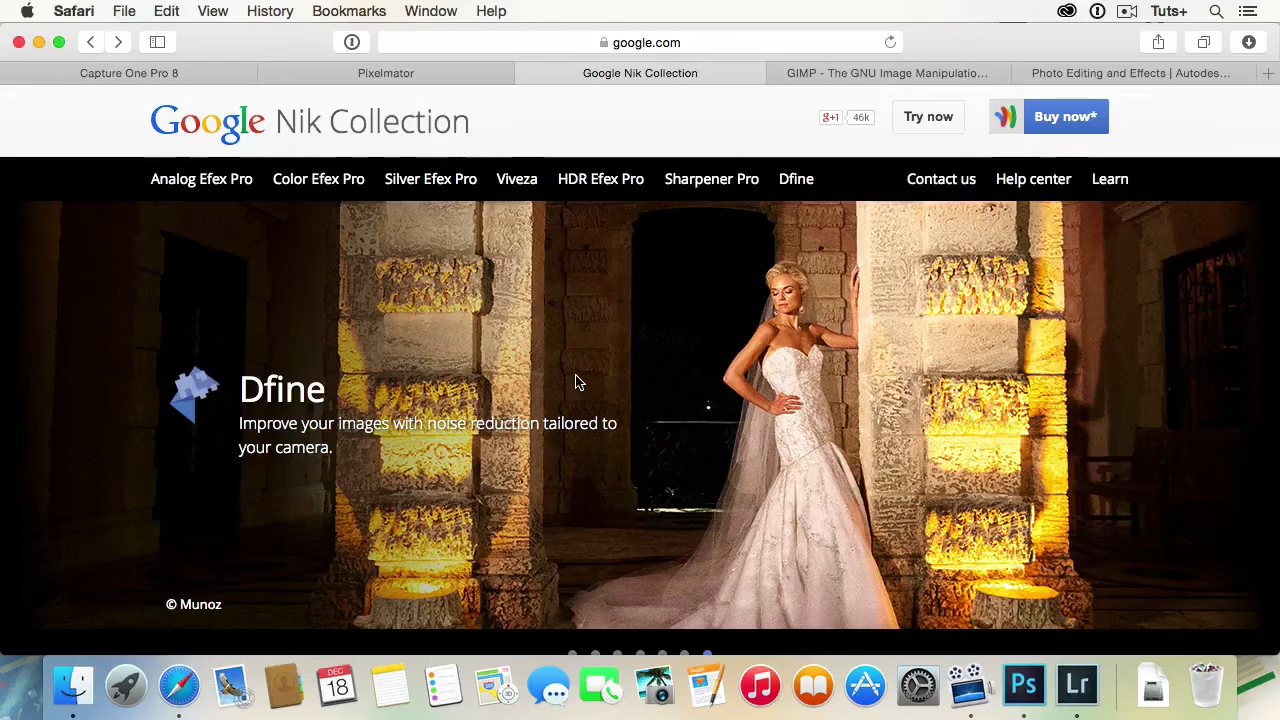 Safari File Edit View History Bookmarks Window Help Tuts+
google.com
Capture One Pro 8 Pixelmator Google Nik Collection GIMP - The GNU Image Manipulatio... Photo Editing and Effects | Autodes...
Google Nik Collection g+1 46k Try now Buy now*
Analog Efex Pro Color Efex Pro Silver Efex Pro Viveza HDR Efex Pro Sharpener Pro Dfine Contact us Help center Learn
Dfine
Improve your images with noise reduction tailored to
your camera.
© Munoz
DEC
18
PAGES
Ps Lr